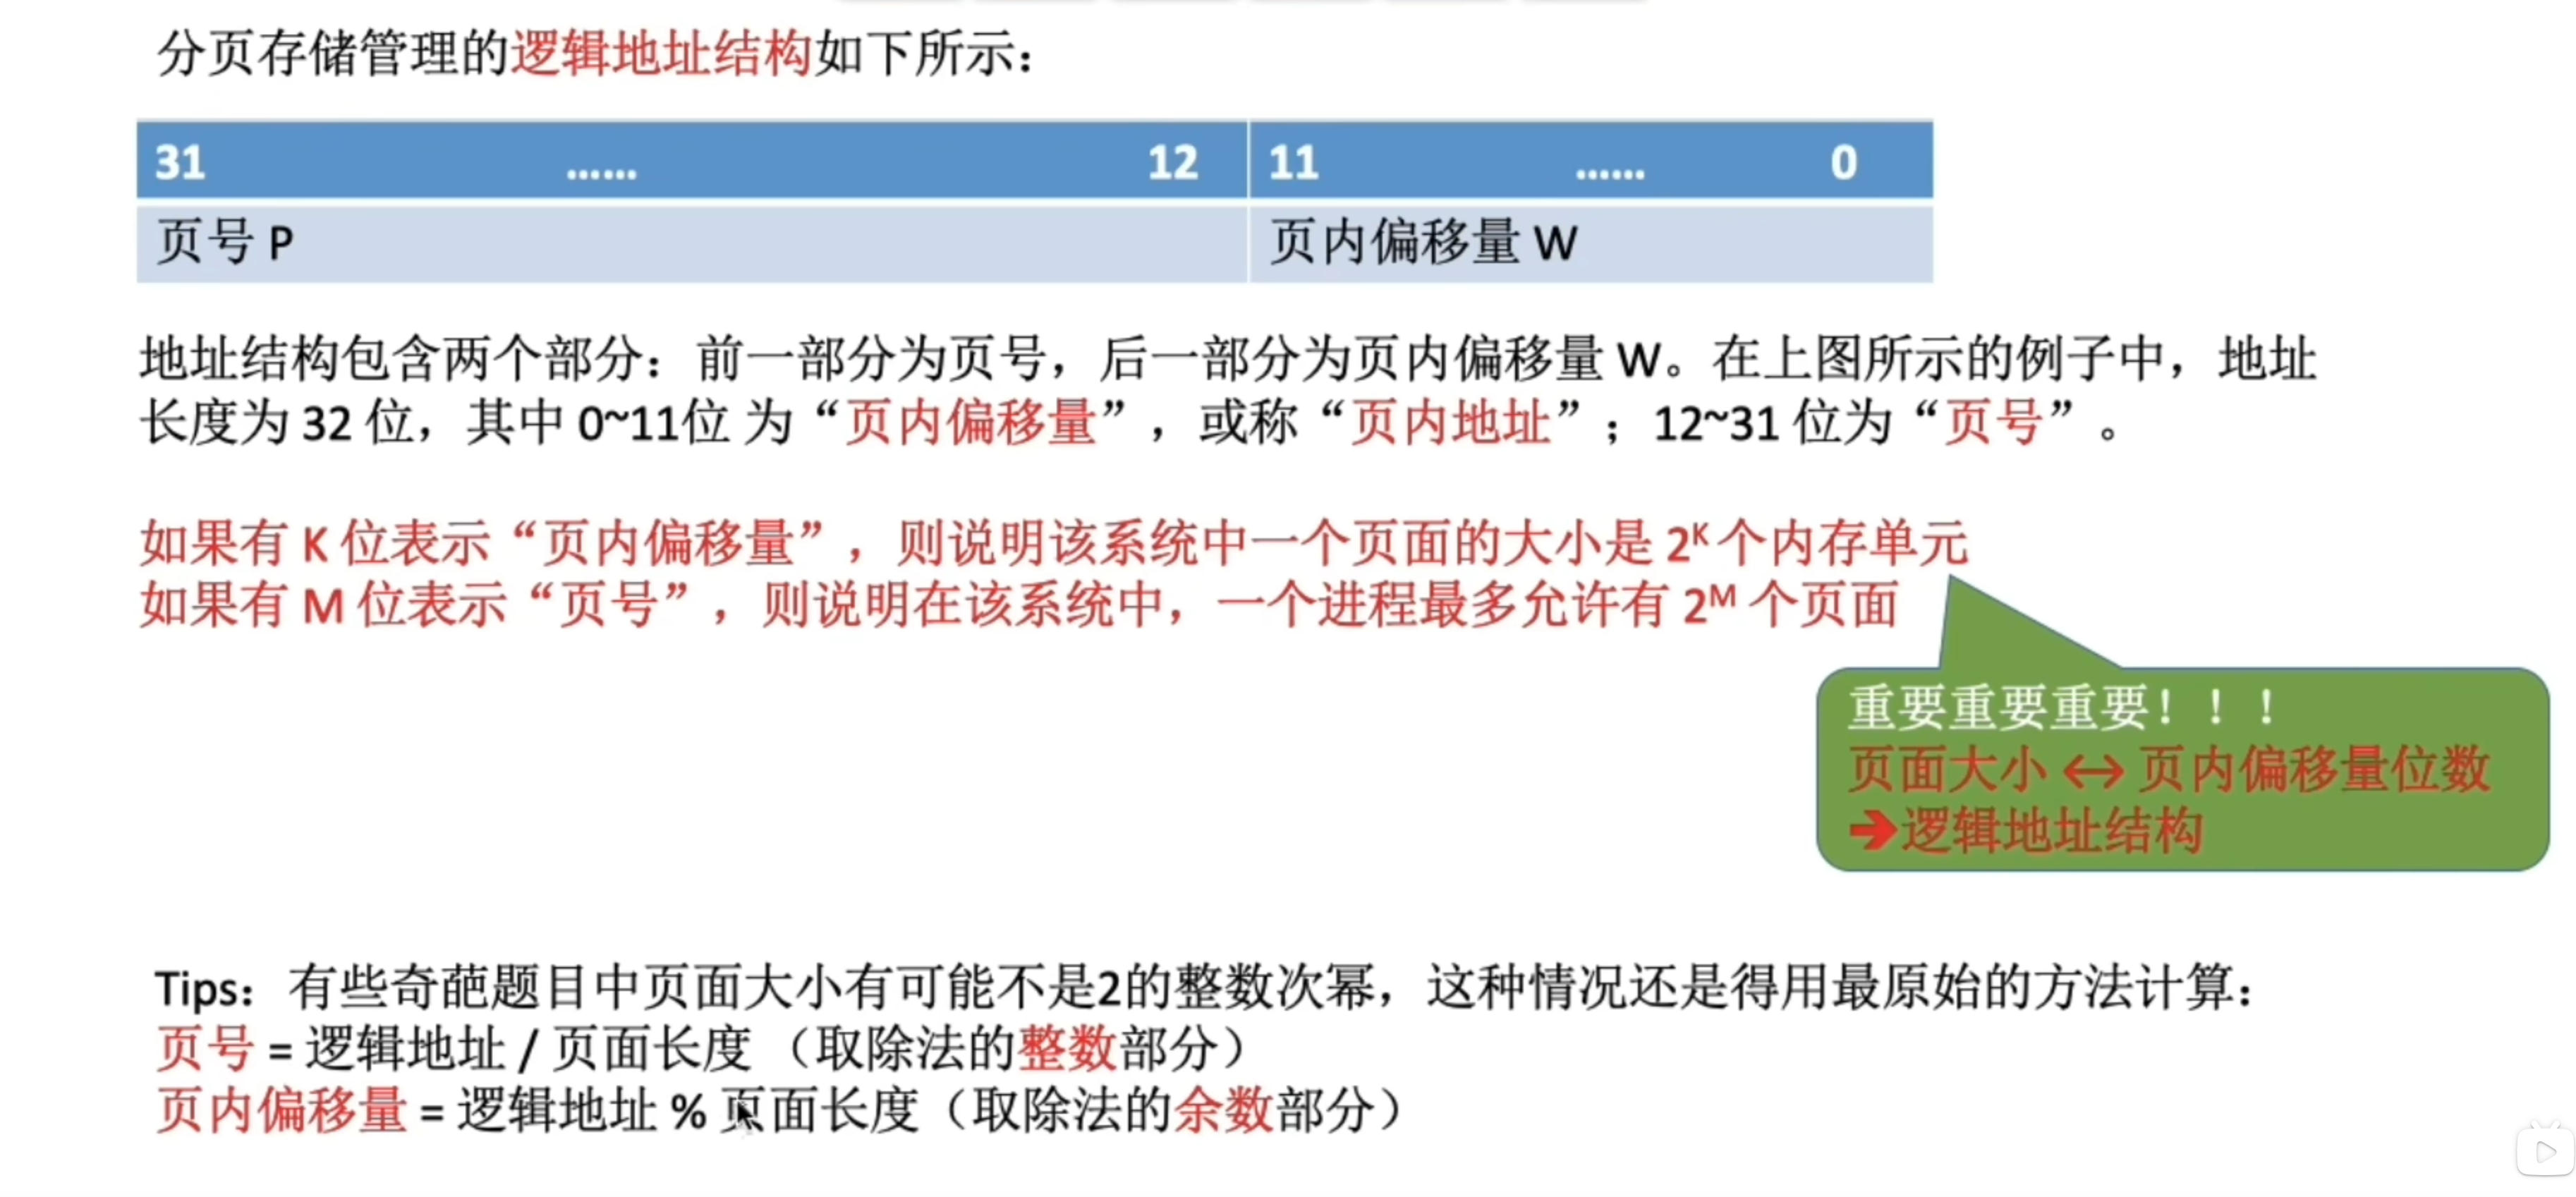 分页存储管理的逻辑地址结构如下所示：
31 …… 12 11 …… 0
页号 P 页内偏移量 W
地址结构包含两个部分：前一部分为页号，后一部分为页内偏移量 W。在上图所示的例子中，地址
长度为 32 位，其中 0~11位 为“页内偏移量”，或称“页内地址”；12~31 位为“页号”。
如果有 K 位表示“页内偏移量”，则说明该系统中一个页面的大小是 2ᴷ 个内存单元
如果有 M 位表示“页号”，则说明在该系统中，一个进程最多允许有 2ᴹ 个页面
重要重要重要！！！
页面大小 ↔ 页内偏移量位数
➔逻辑地址结构
Tips：有些奇葩题目中页面大小有可能不是2的整数次幂，这种情况还是得用最原始的方法计算：
页号 = 逻辑地址 / 页面长度 （取除法的整数部分）
页内偏移量 = 逻辑地址 % 页面长度（取除法的余数部分）